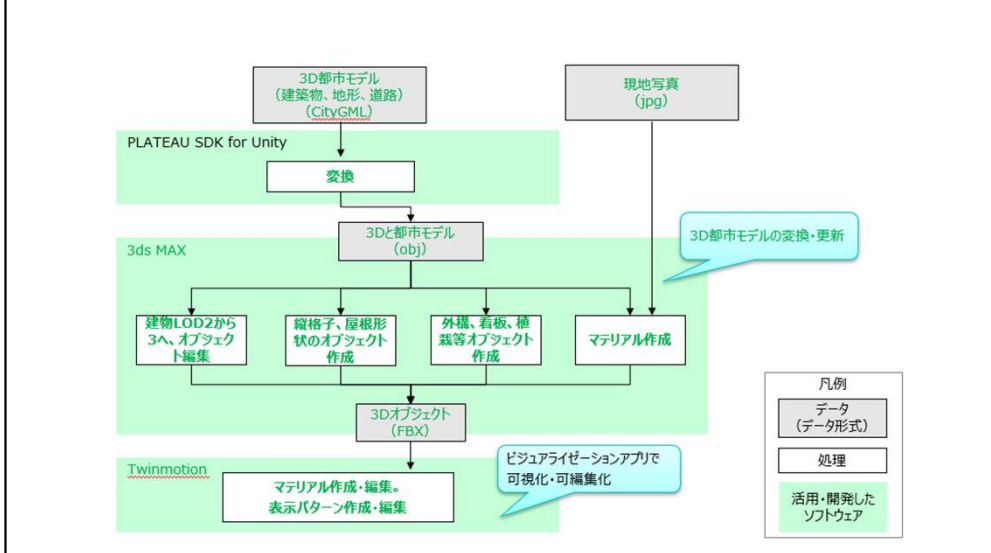 3D都市モデル
（建築物、地形、道路）
（CityGML）
現地写真
（jpg）
PLATEAU SDK for Unity
変換
3Dと都市モデル
（obj）
3ds MAX
3D都市モデルの変換・更新
建物LOD2から
3へ、オブジェク
ト編集
縦格子、屋根形
状のオブジェクト
作成
外構、看板、植
栽等オブジェクト
作成
マテリアル作成
3Dオブジェクト
（FBX）
Twinmotion
マテリアル作成・編集。
表示パターン作成・編集
ビジュアライゼーションアプリで
可視化・可編集化
凡例
データ
（データ形式）
処理
活用・開発した
ソフトウェア